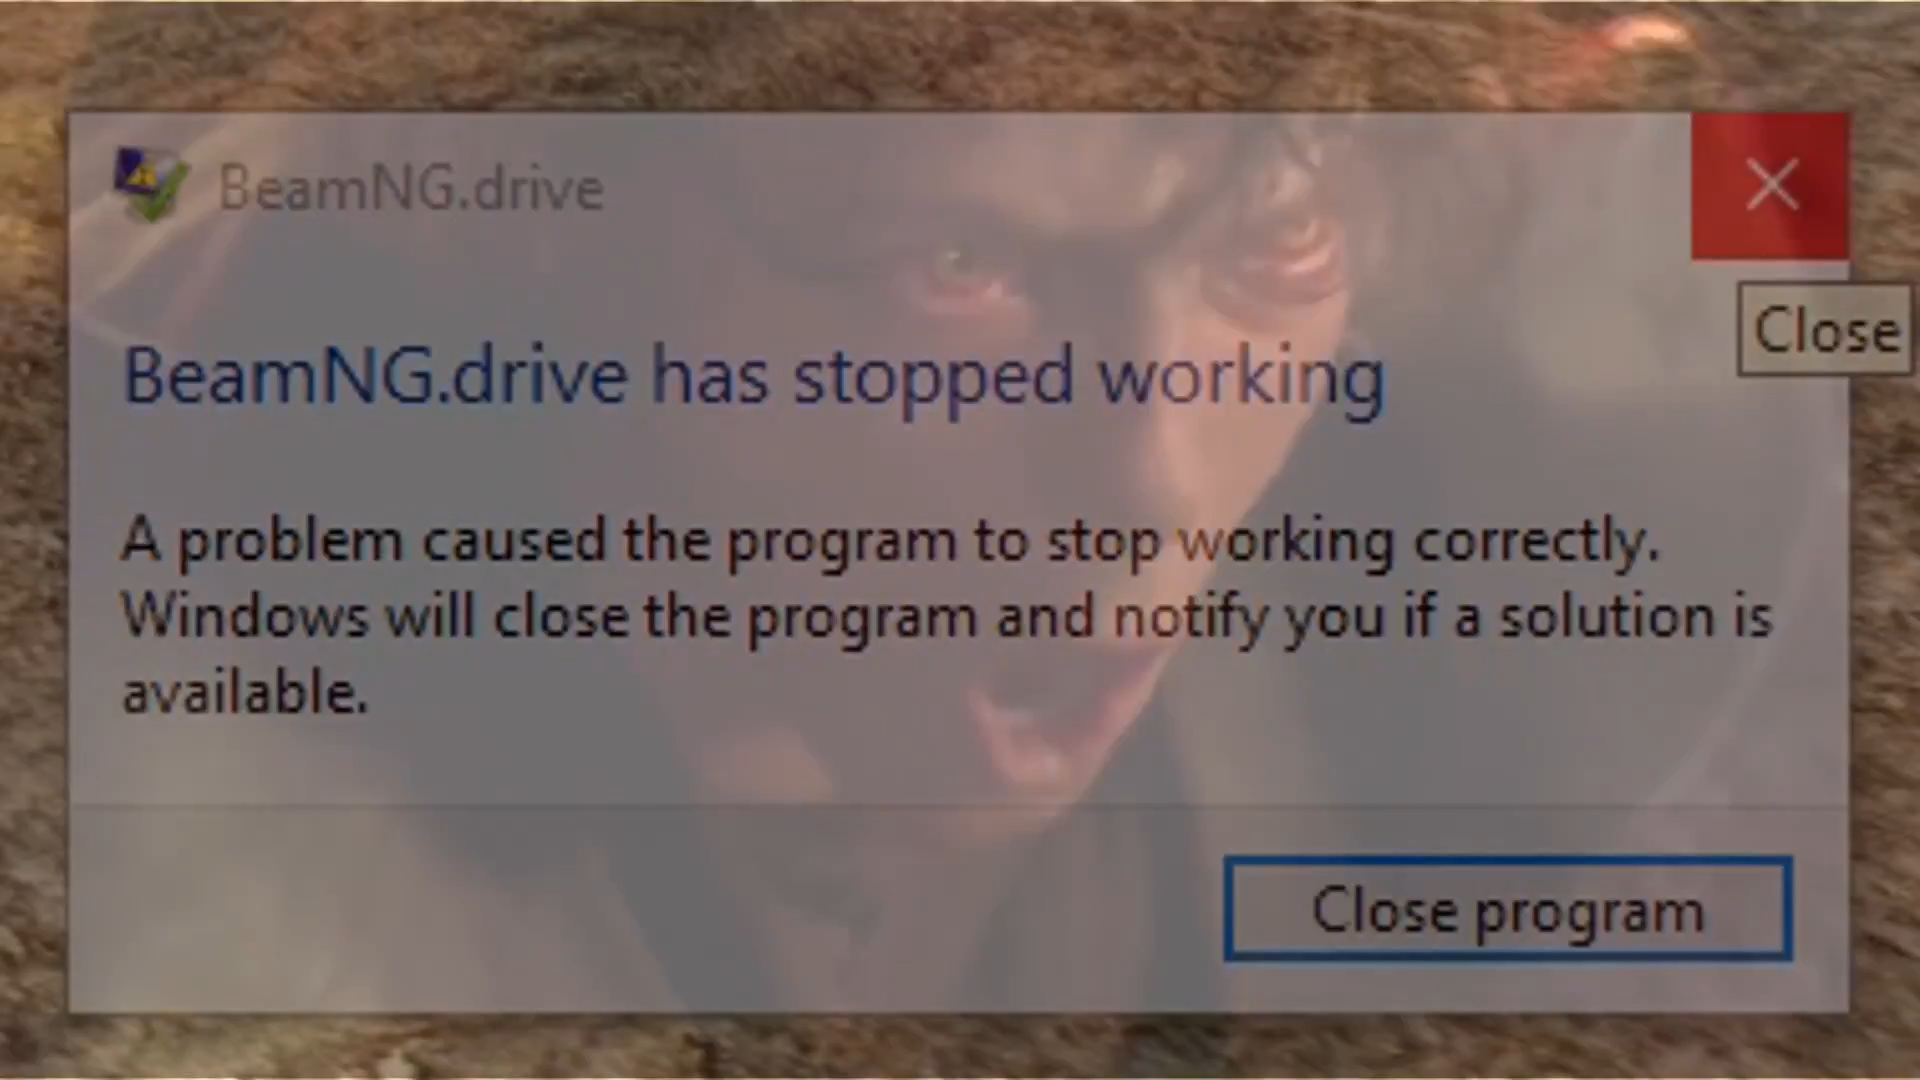 BeamNG.drive
Close
BeamNG.drive has stopped working
A problem caused the program to stop working correctly.
Windows will close the program and notify you if a solution is
available.
Close program